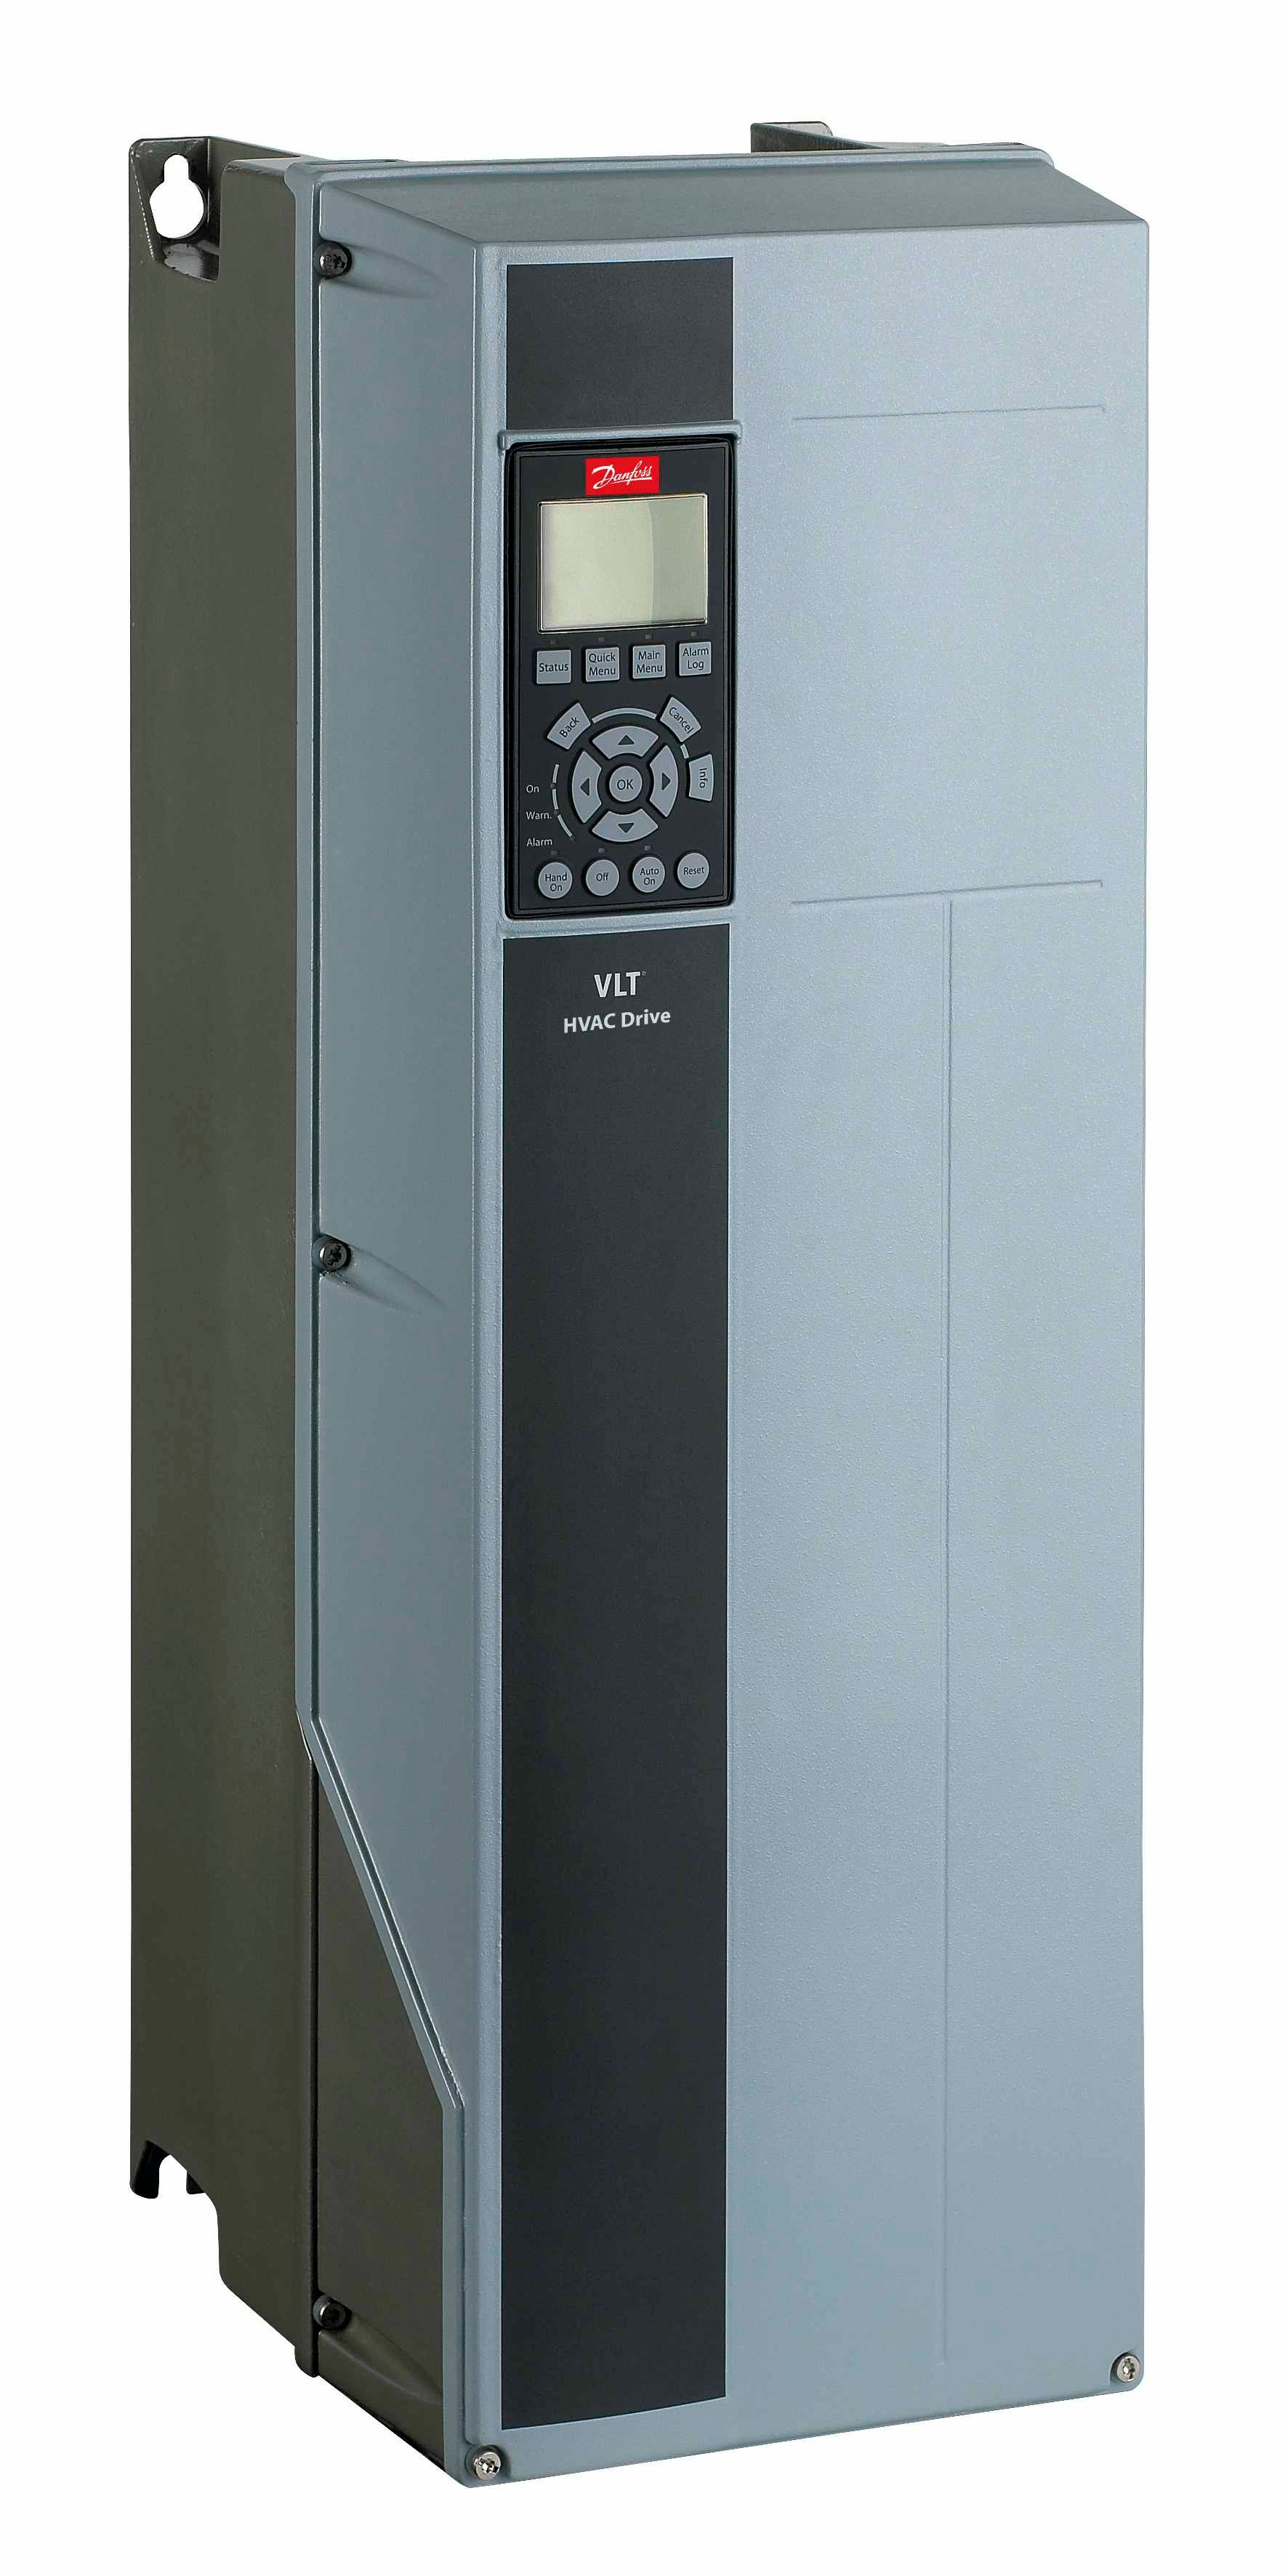 Danfoss
Status
Quick
Menu
Main
Menu
Alarm
Log
Back
Cancel
Info
OK
On
Warn.
Alarm
Hand
On
Off
Auto
On
Reset
VLT®
HVAC Drive